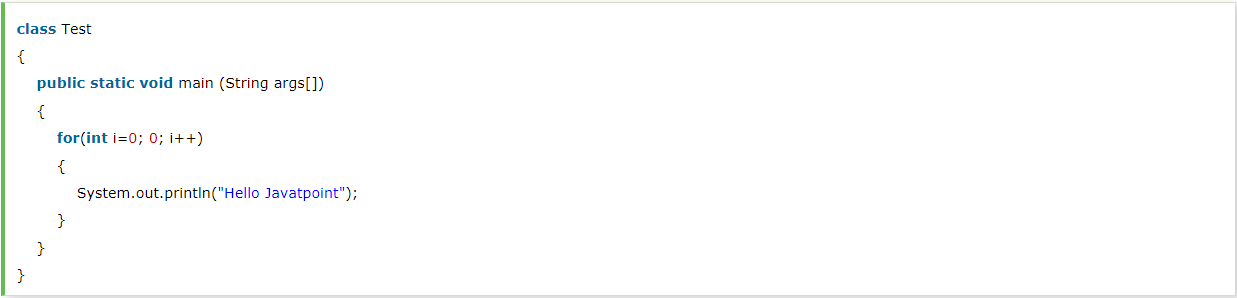 class Test
{
public static void main (String args[])
{
for(int i=0; 0; i++)
{
System.out.println("Hello Javatpoint");
}
}
}